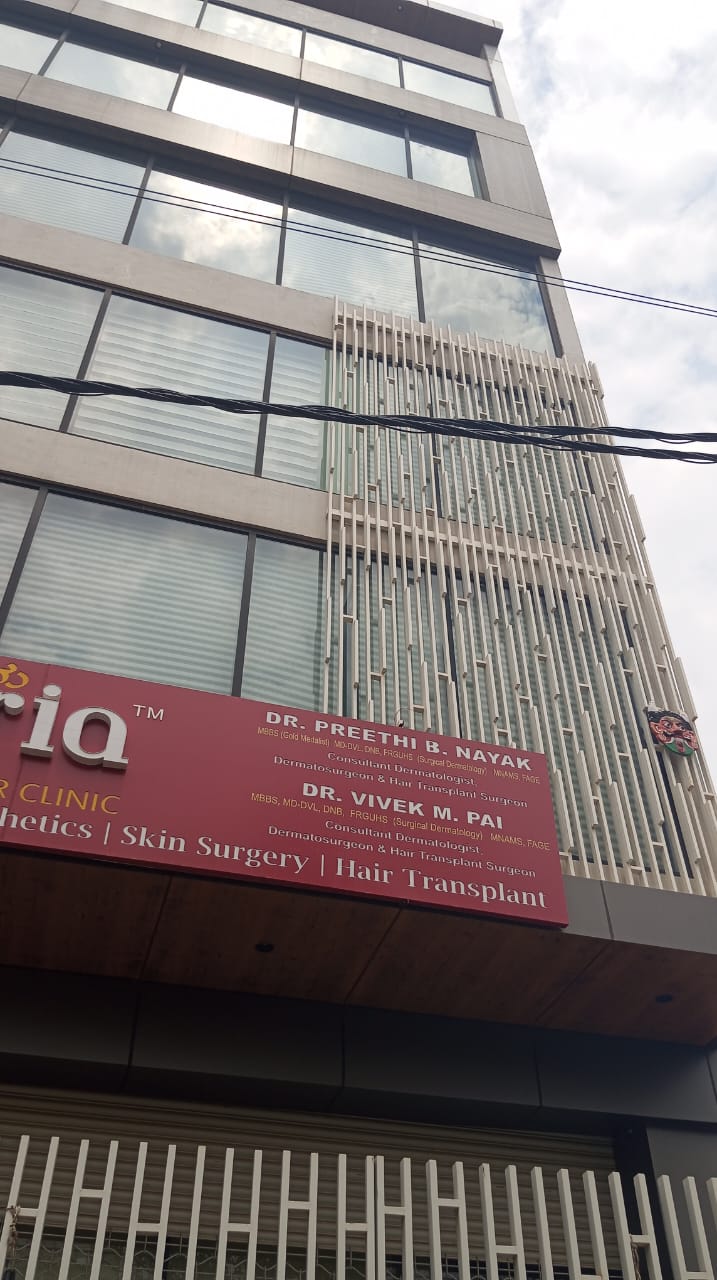 ria TM
R CLINIC
hetics | Skin Surgery | Hair Transplant
DR. PREETHI B. NAYAK
MBBS (Gold Medalist) MD-DVL, DNB, FRGUHS (Surgical Dermatology) MNAMS, FAGE
Consultant Dermatologist,
Dermatosurgeon & Hair Transplant Surgeon
DR. VIVEK M. PAI
MBBS, MD-DVL, DNB, FRGUHS (Surgical Dermatology) MNAMS, FAGE
Consultant Dermatologist,
Dermatosurgeon & Hair Transplant Surgeon